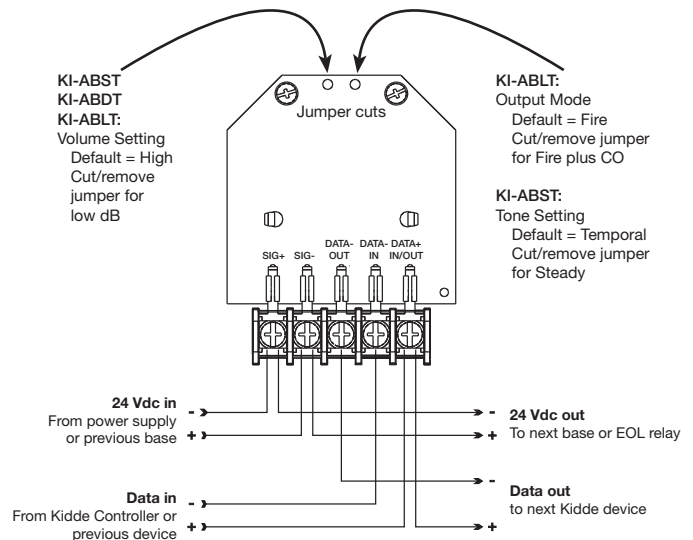 KI-ABST
KI-ABDT
KI-ABLT:
Volume Setting
Default = High
Cut/remove
jumper for
low dB
KI-ABLT:
Output Mode
Default = Fire
Cut/remove jumper
for Fire plus CO
KI-ABST:
Tone Setting
Default = Temporal
Cut/remove jumper
for Steady
Jumper cuts
SIG+ SIG- DATA- OUT DATA- IN DATA+ IN/OUT
24 Vdc in
From power supply
or previous base
-
+
-
+
24 Vdc out
To next base or EOL relay
Data in
From Kidde Controller or
previous device
-
+
-
+
Data out
to next Kidde device